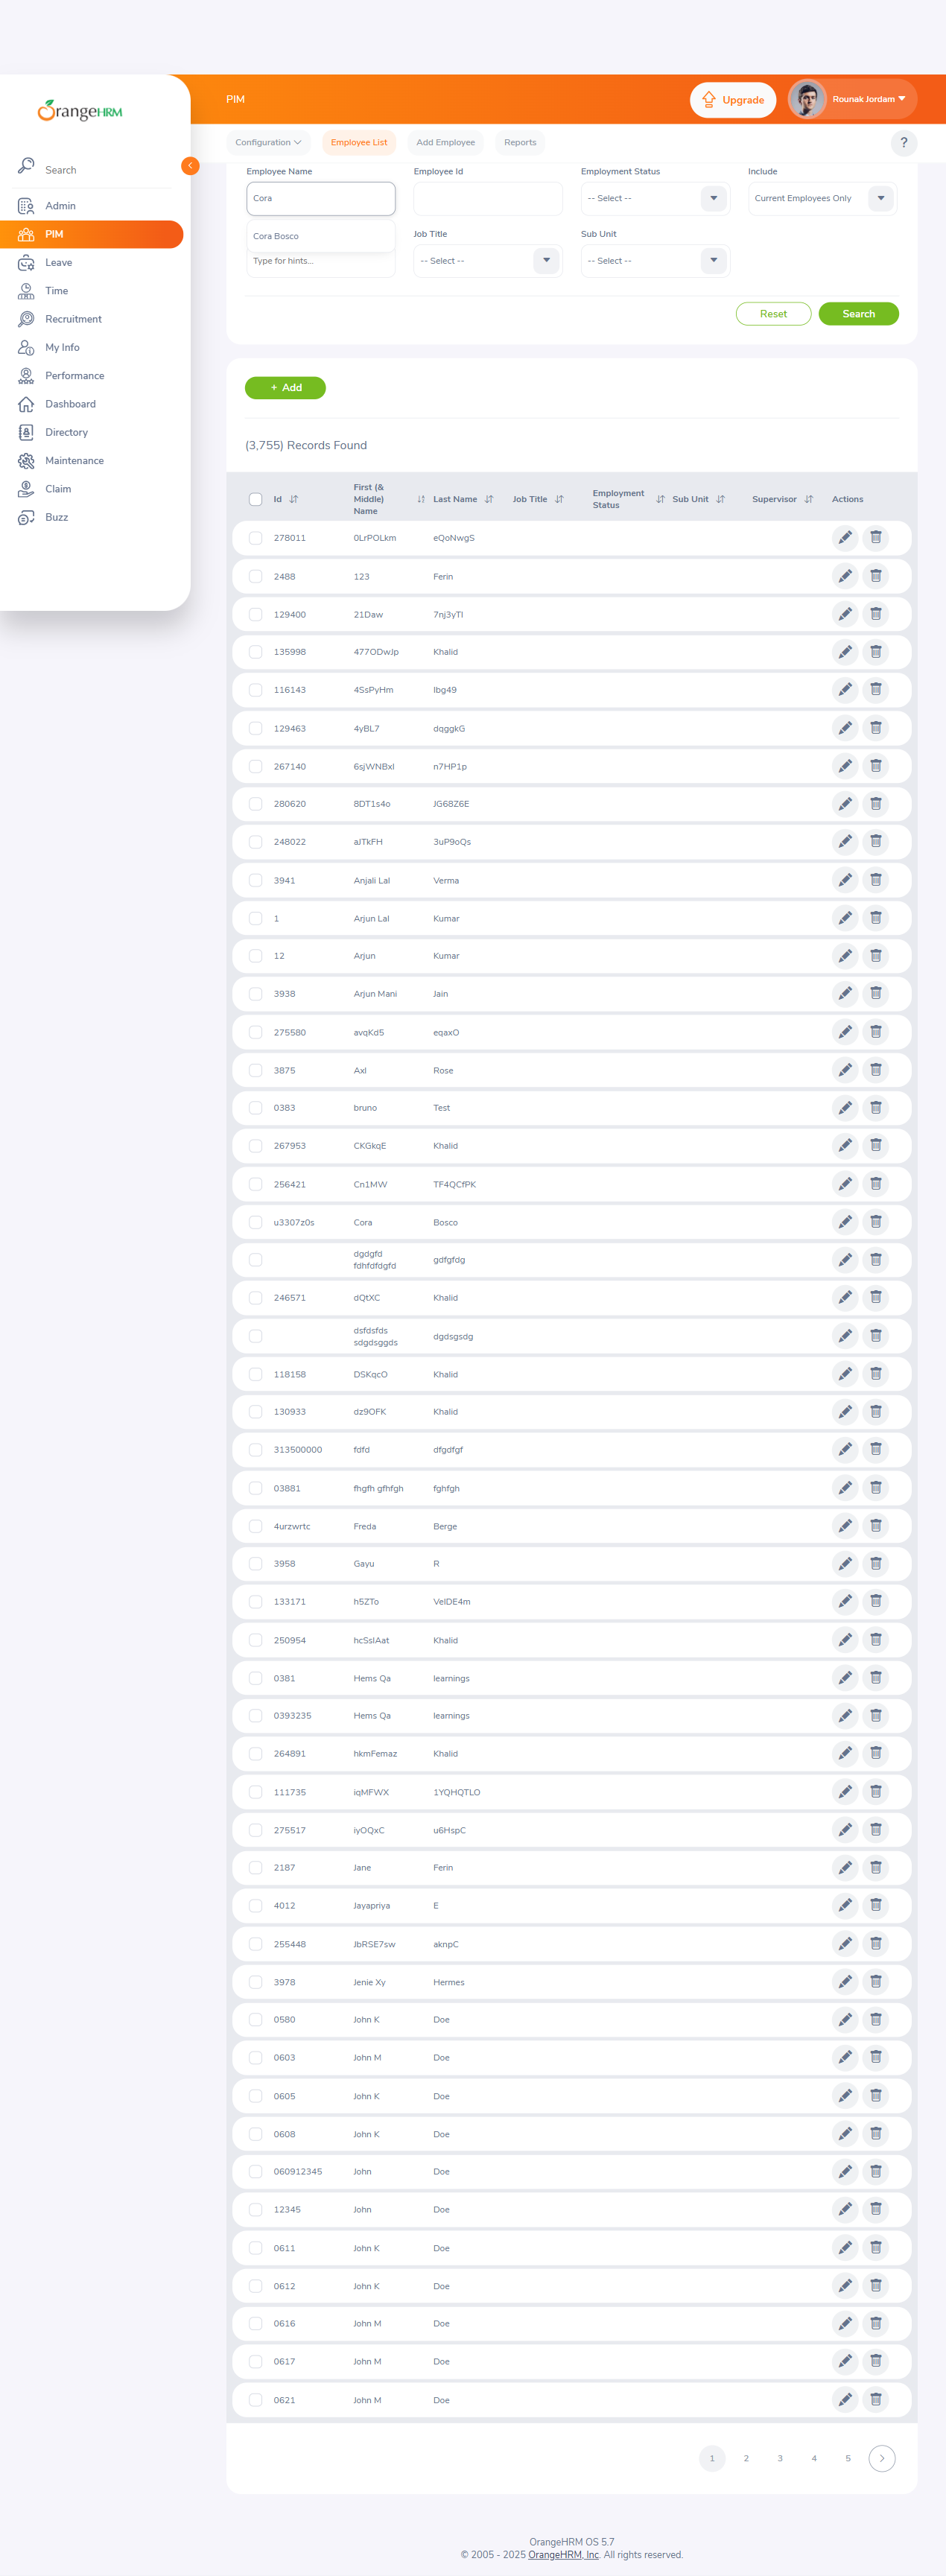 OrangeHRM
PIM
Upgrade
Rounak Jordam
Configuration
Employee List
Add Employee
Reports
?
Search
Admin
PIM
Leave
Time
Recruitment
My Info
Performance
Dashboard
Directory
Maintenance
Claim
Buzz
Employee Name
Employee Id
Employment Status
Include
Cora
-- Select --
Current Employees Only
Cora Bosco
Job Title
Sub Unit
Type for hints...
-- Select --
-- Select --
Reset
Search
+ Add
(3,755) Records Found
Id
First (& Middle) Name
Last Name
Job Title
Employment Status
Sub Unit
Supervisor
Actions
278011 0LrPOLkm eQoNwgS
2488 123 Ferin
129400 21Daw 7nj3yTI
135998 477ODwJp Khalid
116143 4SsPyHm Ibg49
129463 4yBL7 dqggkG
267140 6sjWNBxI n7HP1p
280620 8DT1s4o JG68Z6E
248022 aJTkFH 3uP9oQs
3941 Anjali Lal Verma
1 Arjun Lal Kumar
12 Arjun Kumar
3938 Arjun Mani Jain
275580 avqKd5 eqaxO
3875 Axl Rose
0383 bruno Test
267953 CKGkqE Khalid
256421 Cn1MW TF4QCfPK
u3307z0s Cora Bosco
dgdgfd fdhfdfdgfd gdfgfdg
246571 dQtXC Khalid
dsfdsfds sdgdsggds dgdsgsdg
118158 DSKqcO Khalid
130933 dz9OFK Khalid
313500000 fdfd dfgdfgf
03881 fhgfh gfhfgh fghfgh
4urzwrtc Freda Berge
3958 Gayu R
133171 h5ZTo VeIDE4m
250954 hcSsIAat Khalid
0381 Hems Qa learnings
0393235 Hems Qa learnings
264891 hkmFemaz Khalid
111735 iqMFWX 1YQHQTLO
275517 iyOQxC u6HspC
2187 Jane Ferin
4012 Jayapriya E
255448 JbRSE7sw aknpC
3978 Jenie Xy Hermes
0580 John K Doe
0603 John M Doe
0605 John K Doe
0608 John K Doe
060912345 John Doe
12345 John Doe
0611 John K Doe
0612 John K Doe
0616 John M Doe
0617 John M Doe
0621 John M Doe
1 2 3 4 5
OrangeHRM OS 5.7
© 2005 - 2025 OrangeHRM, Inc. All rights reserved.